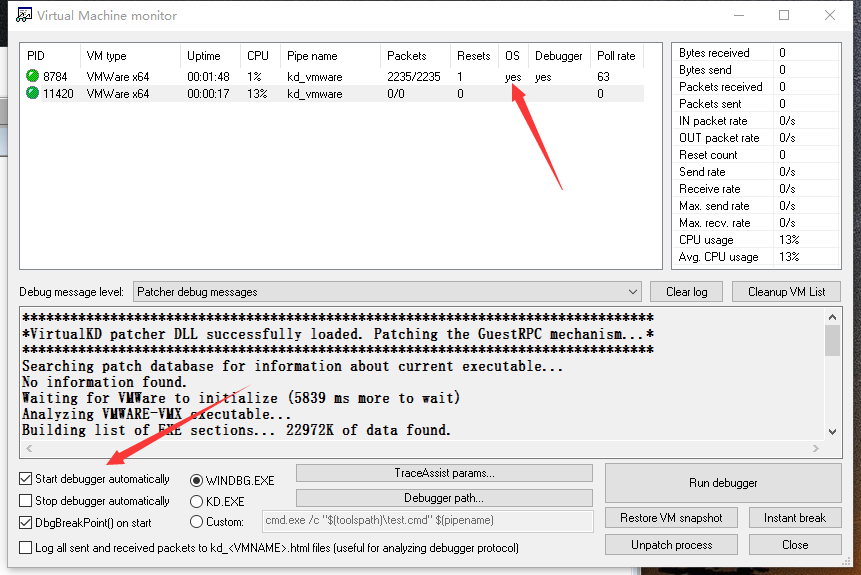 Virtual Machine monitor
PID VM type Uptime CPU Pipe name Packets Resets OS Debugger Poll rate
8784 VMWare x64 00:01:48 1% kd_vmware 2235/2235 1 yes yes 63
11420 VMWare x64 00:00:17 13% kd_vmware 0/0 0 0
Bytes received 0
Bytes send 0
Packets received 0
Packets sent 0
IN packet rate 0/s
OUT packet rate 0/s
Reset count 0
Send rate 0/s
Receive rate 0/s
Max. send rate 0/s
Max. recv. rate 0/s
CPU usage 13%
Avg. CPU usage 13%
Debug message level: Patcher debug messages Clear log Cleanup VM List
*******************************************************************************
*VirtualKD patcher DLL successfully loaded. Patching the GuestRPC mechanism...*
*******************************************************************************
Searching patch database for information about current executable...
No information found.
Waiting for VMWare to initialize (5839 ms more to wait)
Analyzing VMWARE-VMX executable...
Building list of EXE sections... 22972K of data found.
Start debugger automatically WINDBG.EXE TraceAssist params... Run debugger
Stop debugger automatically KD.EXE Debugger path...
DbgBreakPoint() on start Custom: cmd.exe /c "$(toolspath)\test.cmd" $(pipename) Restore VM snapshot Instant break
Log all sent and received packets to kd_<VMNAME>.html files (useful for analyzing debugger protocol) Unpatch process Close